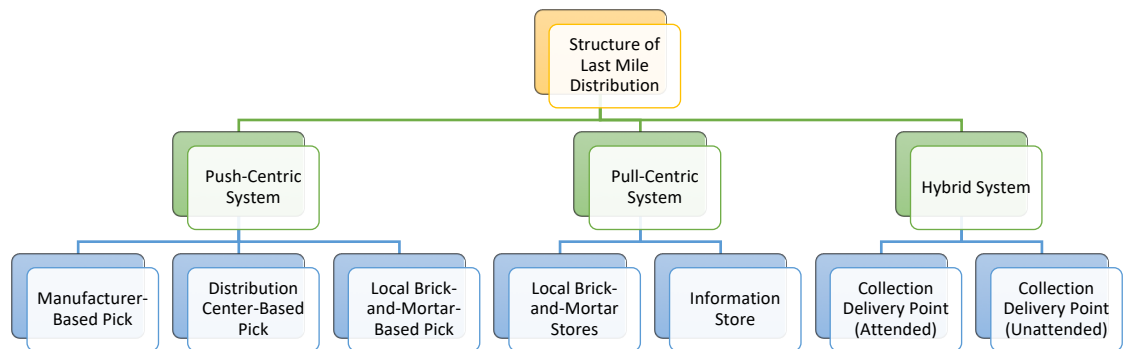 Structure of
Last Mile
Distribution
Push-Centric
System
Pull-Centric
System
Hybrid System
Manufacturer-
Based Pick
Distribution
Center-Based
Pick
Local Brick-
and-Mortar-
Based Pick
Local Brick-
and-Mortar
Stores
Information
Store
Collection
Delivery Point
(Attended)
Collection
Delivery Point
(Unattended)